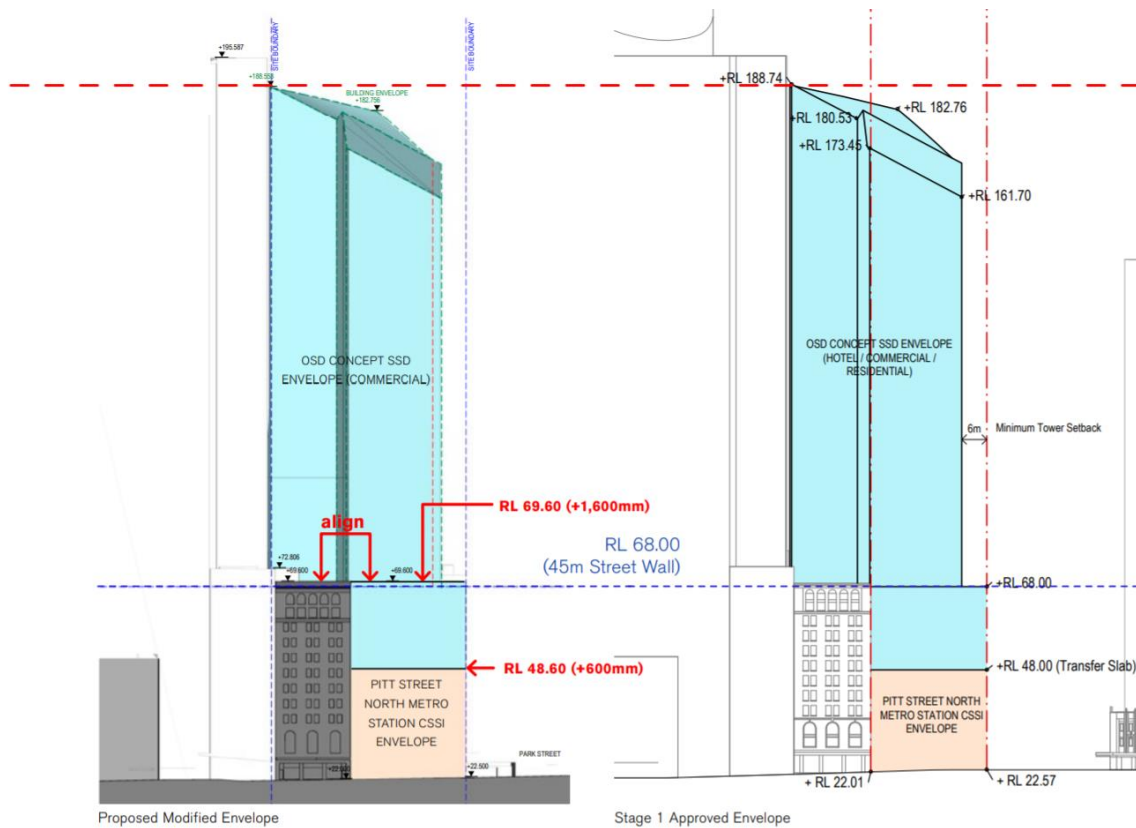 +195.587
SITE BOUNDARY
SITE BOUNDARY
BUILDING ENVELOPE
+182.756
OSD CONCEPT SSD
ENVELOPE (COMMERCIAL)
align
RL 69.60 (+1,600mm)
RL 68.00
(45m Street Wall)
+72.806
+69.600
+69.600
RL 48.60 (+600mm)
PITT STREET
NORTH METRO
STATION CSSI
ENVELOPE
PARK STREET
+22.500
Proposed Modified Envelope
+RL 188.74
+RL 182.76
+RL 180.53
+RL 173.45
+RL 161.70
OSD CONCEPT SSD ENVELOPE
(HOTEL / COMMERCIAL /
RESIDENTIAL)
6m
Minimum Tower Setback
+RL 68.00
+RL 48.00 (Transfer Slab)
PITT STREET NORTH
METRO STATION CSSI
ENVELOPE
+ RL 22.01
+ RL 22.57
Stage 1 Approved Envelope